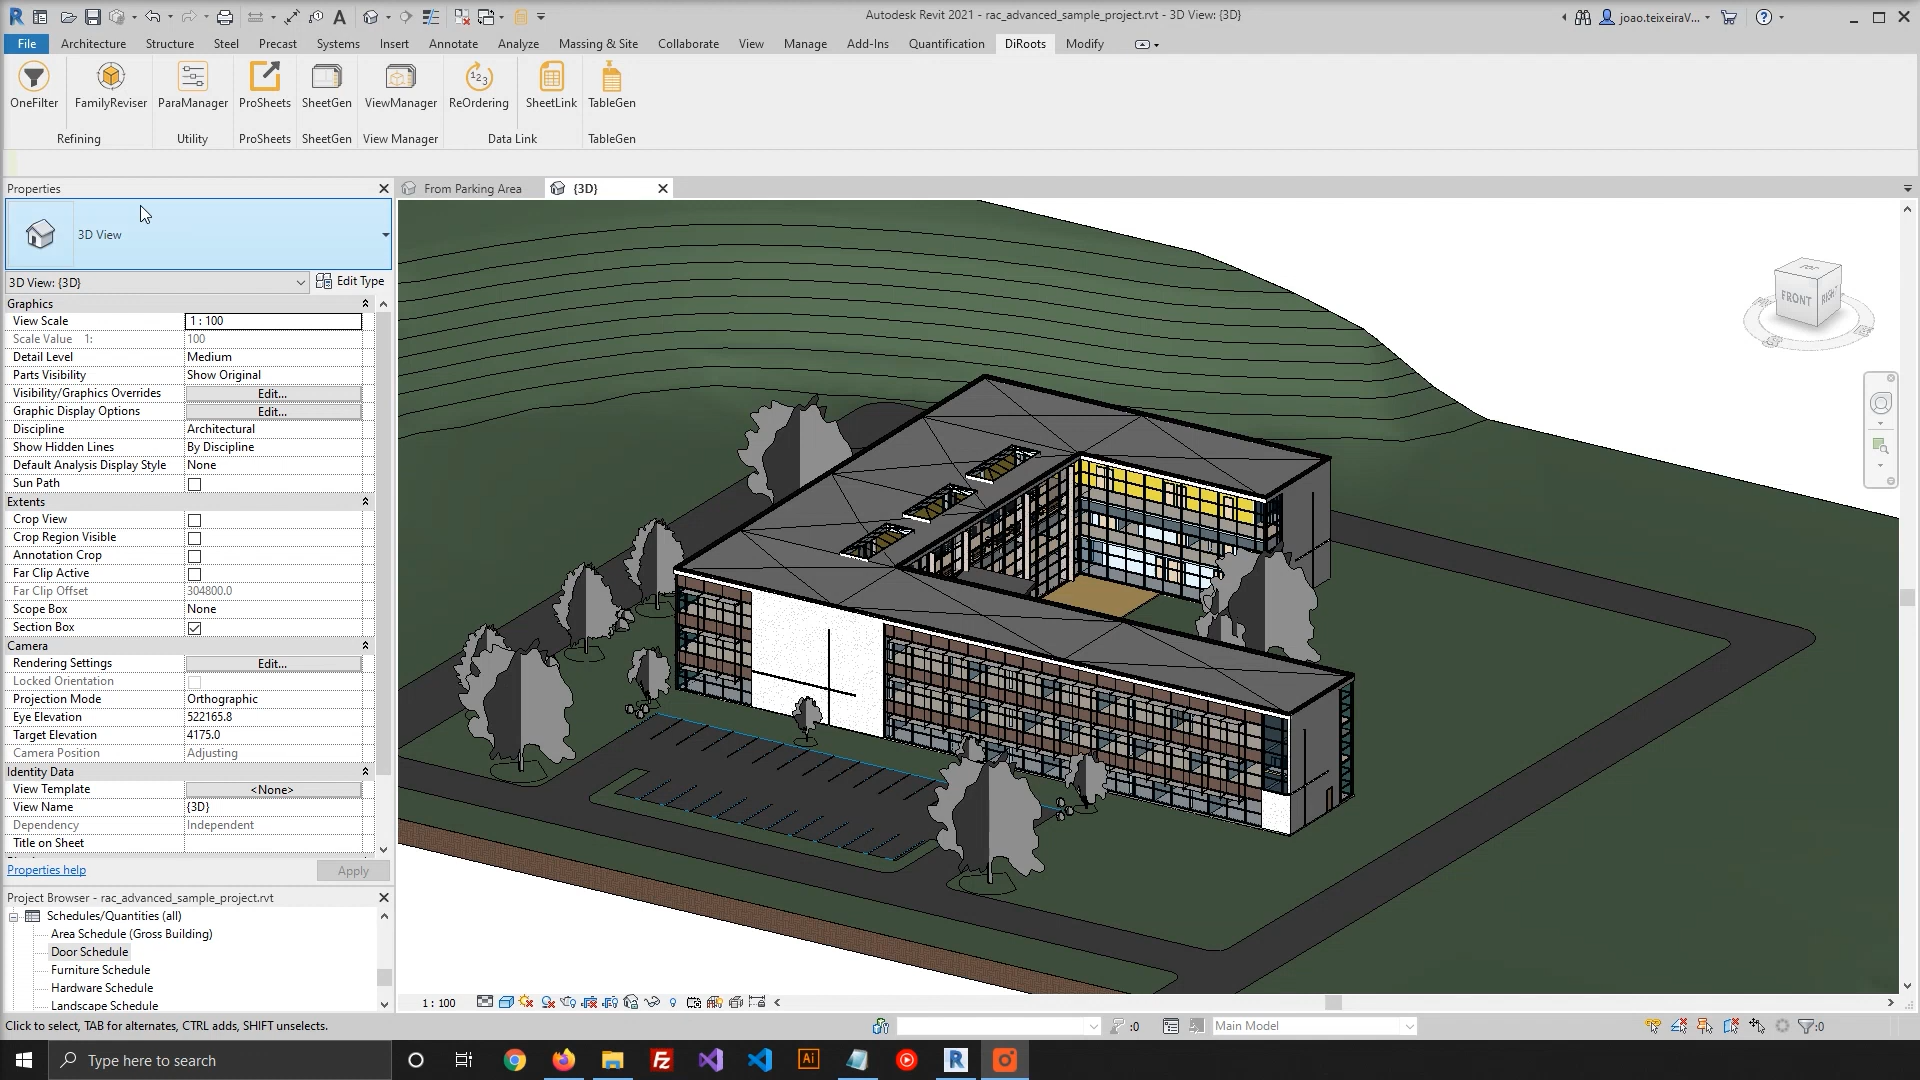 Autodesk Revit 2021 - rac_advanced_sample_project.rvt - 3D View: {3D}
joao.teixeiraV...
File Architecture Structure Steel Precast Systems Insert Annotate Analyze Massing & Site Collaborate View Manage Add-Ins Quantification DiRoots Modify
OneFilter FamilyReviser ParaManager ProSheets SheetGen ViewManager ReOrdering SheetLink TableGen
Refining Utility ProSheets SheetGen View Manager Data Link TableGen
Properties
From Parking Area
{3D}
3D View
3D View: {3D}
Edit Type
Graphics
View Scale 1 : 100
Scale Value 1: 100
Detail Level Medium
Parts Visibility Show Original
Visibility/Graphics Overrides Edit...
Graphic Display Options Edit...
Discipline Architectural
Show Hidden Lines By Discipline
Default Analysis Display Style None
Sun Path
Extents
Crop View
Crop Region Visible
Annotation Crop
Far Clip Active
Far Clip Offset 304800.0
Scope Box None
Section Box
Camera
Rendering Settings Edit...
Locked Orientation
Projection Mode Orthographic
Eye Elevation 522165.8
Target Elevation 4175.0
Camera Position Adjusting
Identity Data
View Template <None>
View Name {3D}
Dependency Independent
Title on Sheet
Properties help
Apply
Project Browser - rac_advanced_sample_project.rvt
Schedules/Quantities (all)
Area Schedule (Gross Building)
Door Schedule
Furniture Schedule
Hardware Schedule
Landscape Schedule
FRONT
RIGHT
1 : 100
Click to select, TAB for alternates, CTRL adds, SHIFT unselects.
:0
Main Model
:0
Type here to search
Fz
Ai
R